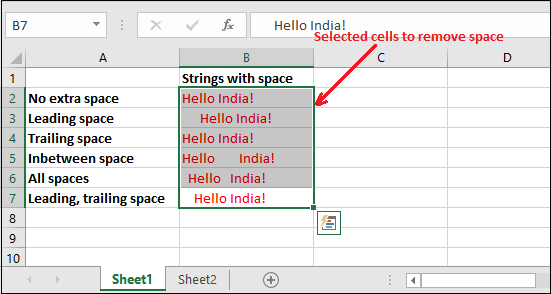 B7 fx Hello India!
Selected cells to remove space
A B C D
1 Strings with space
2 No extra space Hello India!
3 Leading space Hello India!
4 Trailing space Hello India!
5 Inbetween space Hello India!
6 All spaces Hello India!
7 Leading, trailing space Hello India!
8
9
10
Sheet1 Sheet2